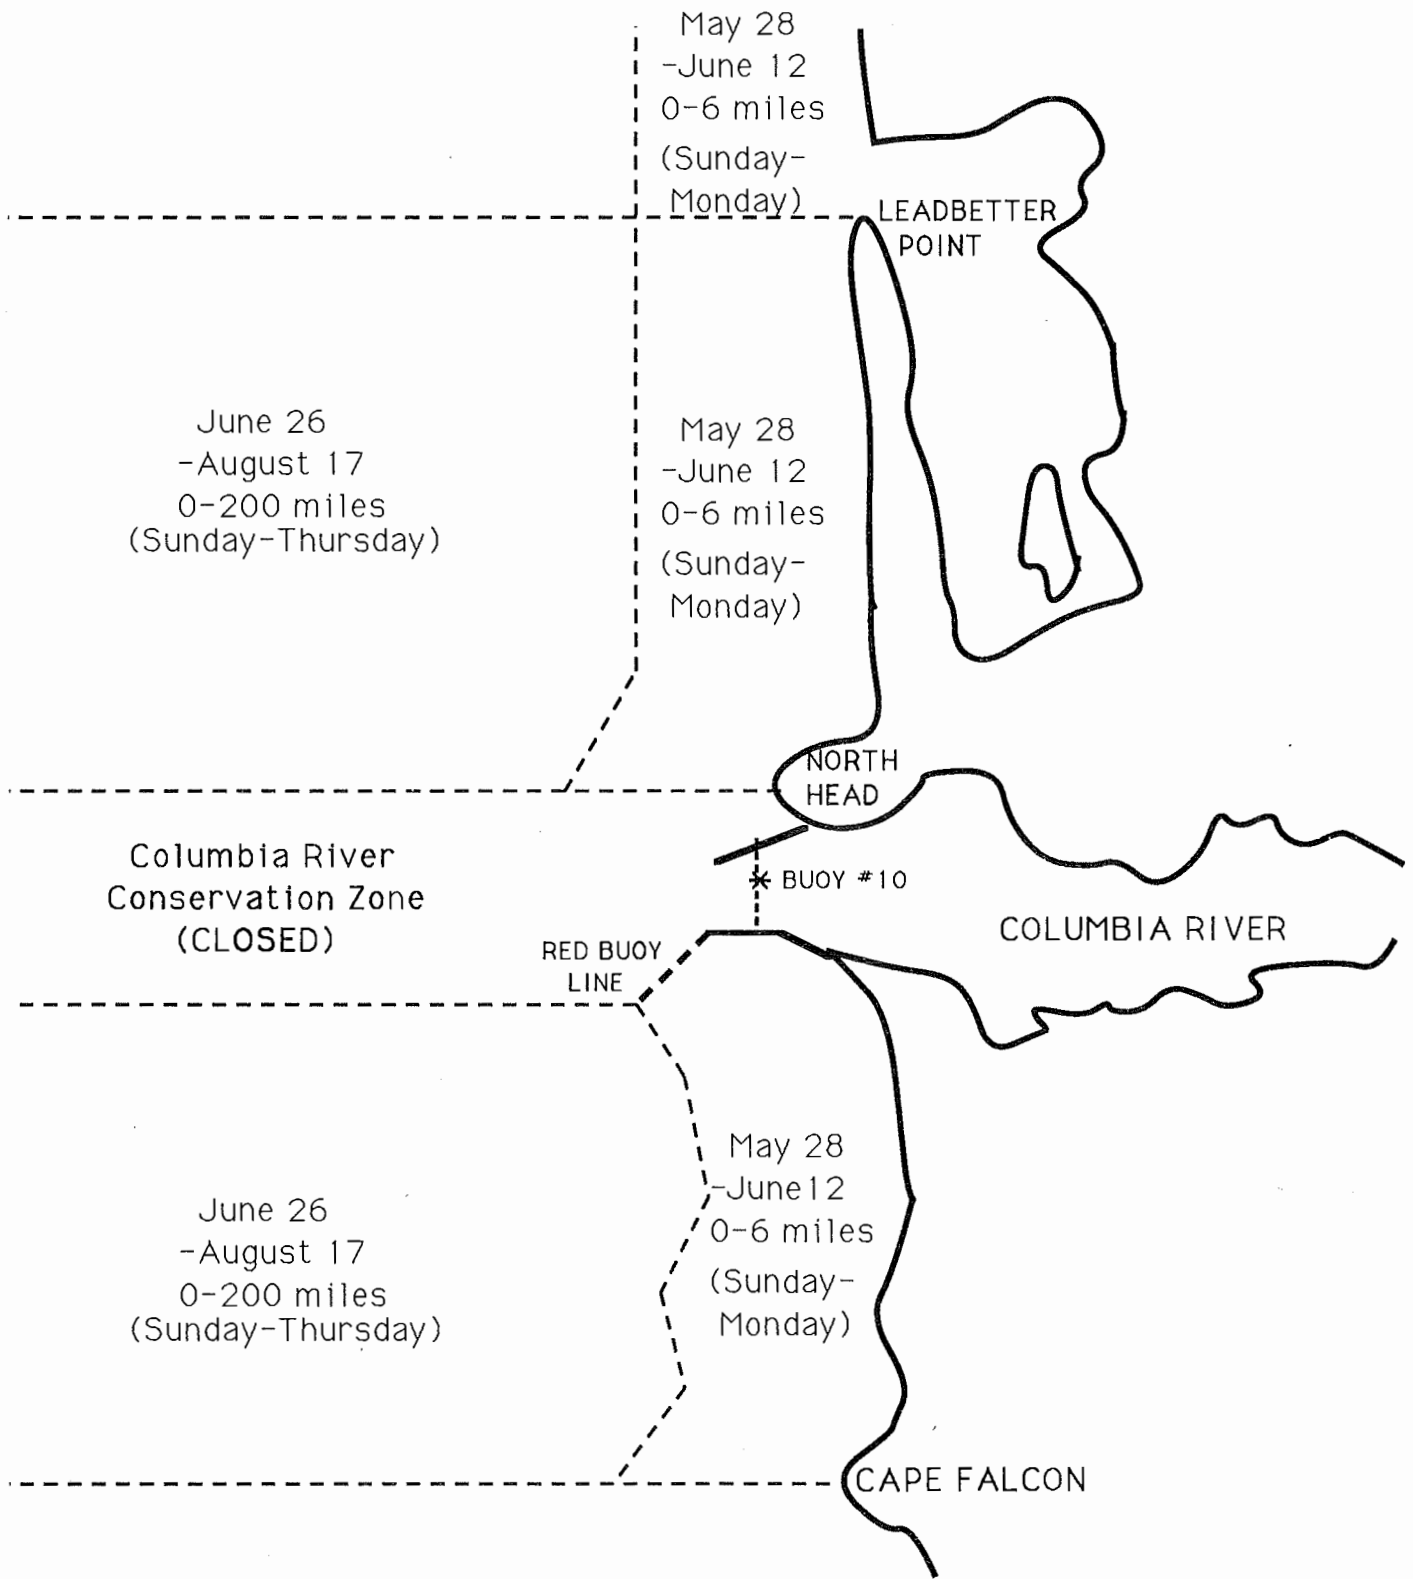 May 28
-June 12
0-6 miles
(Sunday-
Monday)
LEADBETTER
POINT
June 26
-August 17
0-200 miles
(Sunday-Thursday)
May 28
-June 12
0-6 miles
(Sunday-
Monday)
NORTH
HEAD
Columbia River
Conservation Zone
(CLOSED)
BUOY #10
COLUMBIA RIVER
RED BUOY
LINE
May 28
-June12
0-6 miles
(Sunday-
Monday)
June 26
-August 17
0-200 miles
(Sunday-Thursday)
CAPE FALCON